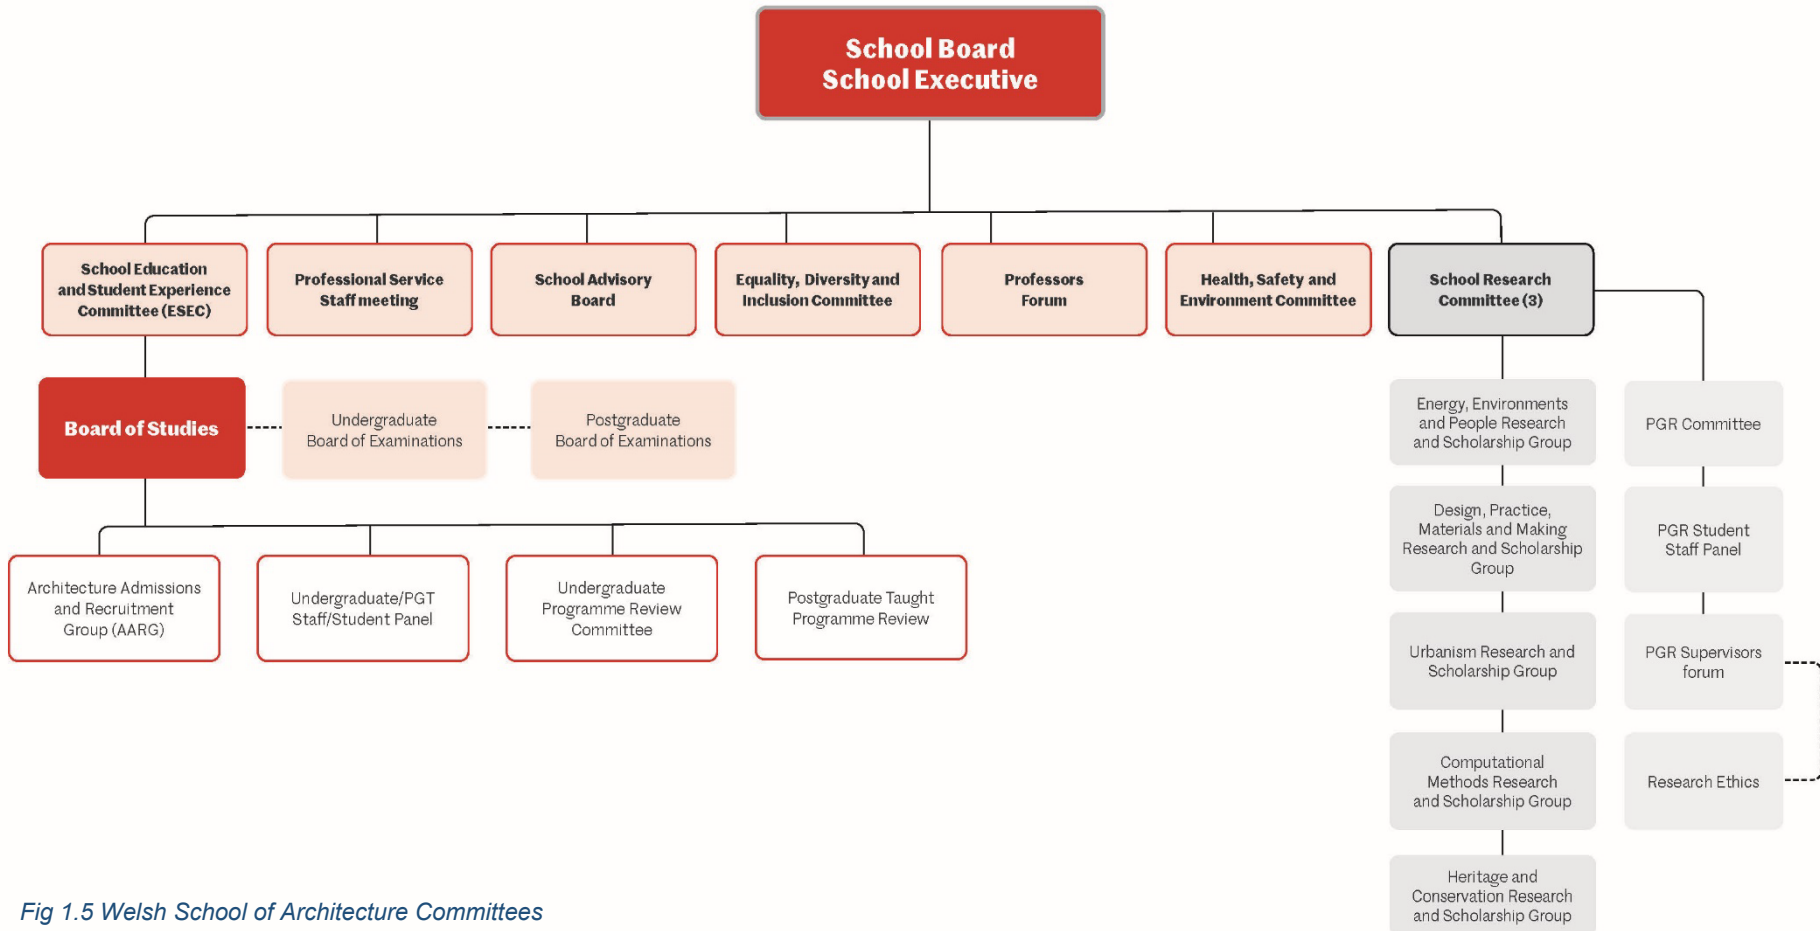 School Board
School Executive
School Education
and Student Experience
Committee (ESEC)
Professional Service
Staff meeting
School Advisory
Board
Equality, Diversity and
Inclusion Committee
Professors
Forum
Health, Safety and
Environment Committee
School Research
Committee (3)
Board of Studies
Undergraduate
Board of Examinations
Postgraduate
Board of Examinations
Energy, Environments
and People Research
and Scholarship Group
PGR Committee
Design, Practice,
Materials and Making
Research and Scholarship
Group
PGR Student
Staff Panel
Architecture Admissions
and Recruitment
Group (AARG)
Undergraduate/PGT
Staff/Student Panel
Undergraduate
Programme Review
Committee
Postgraduate Taught
Programme Review
Urbanism Research and
Scholarship Group
PGR Supervisors
forum
Computational
Methods Research
and Scholarship Group
Research Ethics
Heritage and
Conservation Research
and Scholarship Group
Fig 1.5 Welsh School of Architecture Committees